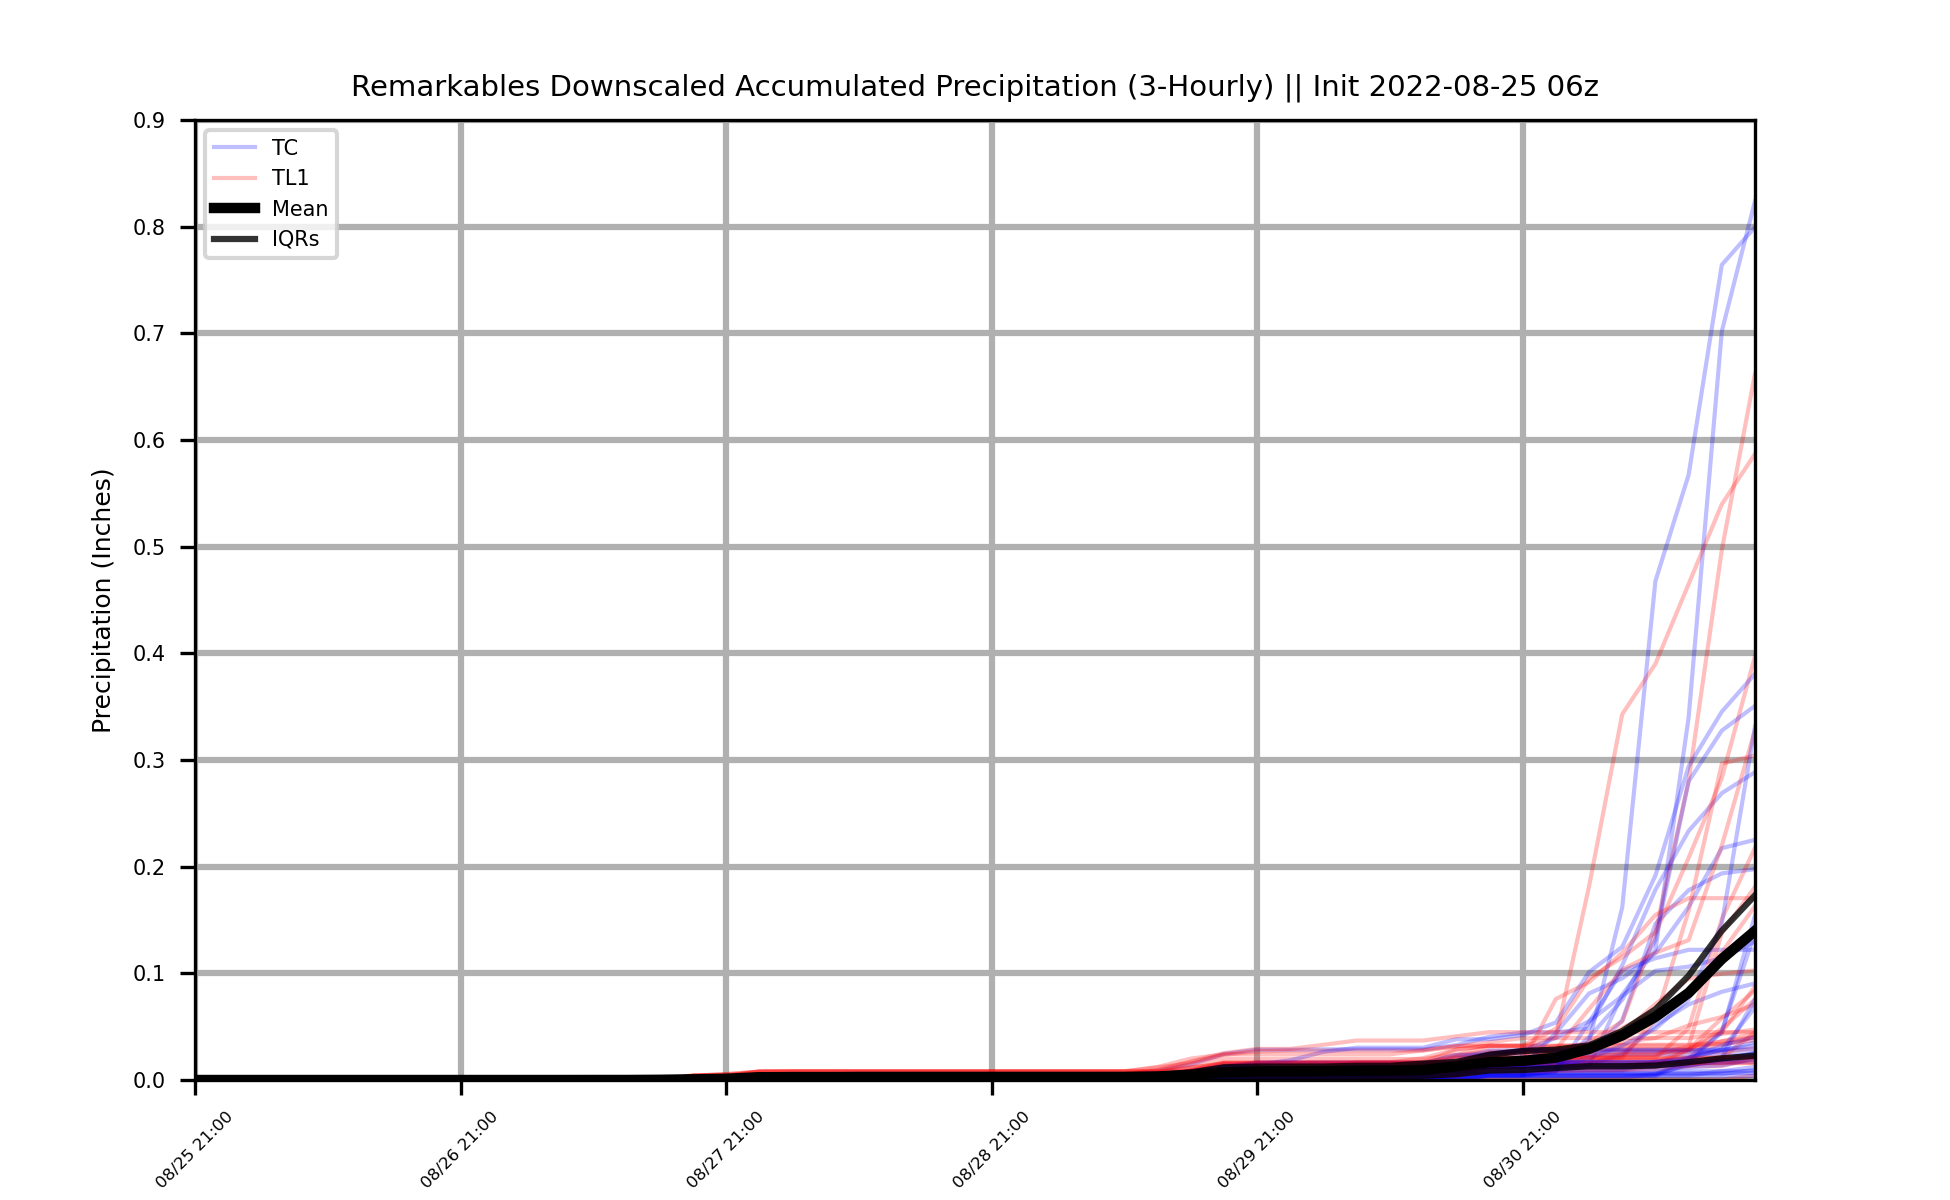 Remarkables Downscaled Accumulated Precipitation (3-Hourly) || Init 2022-08-25 06z
TC
TL1
Mean
IQRs
Precipitation (Inches)
0.9
0.8
0.7
0.6
0.5
0.4
0.3
0.2
0.1
0.0
08/25 21:00
08/26 21:00
08/27 21:00
08/28 21:00
08/29 21:00
08/30 21:00